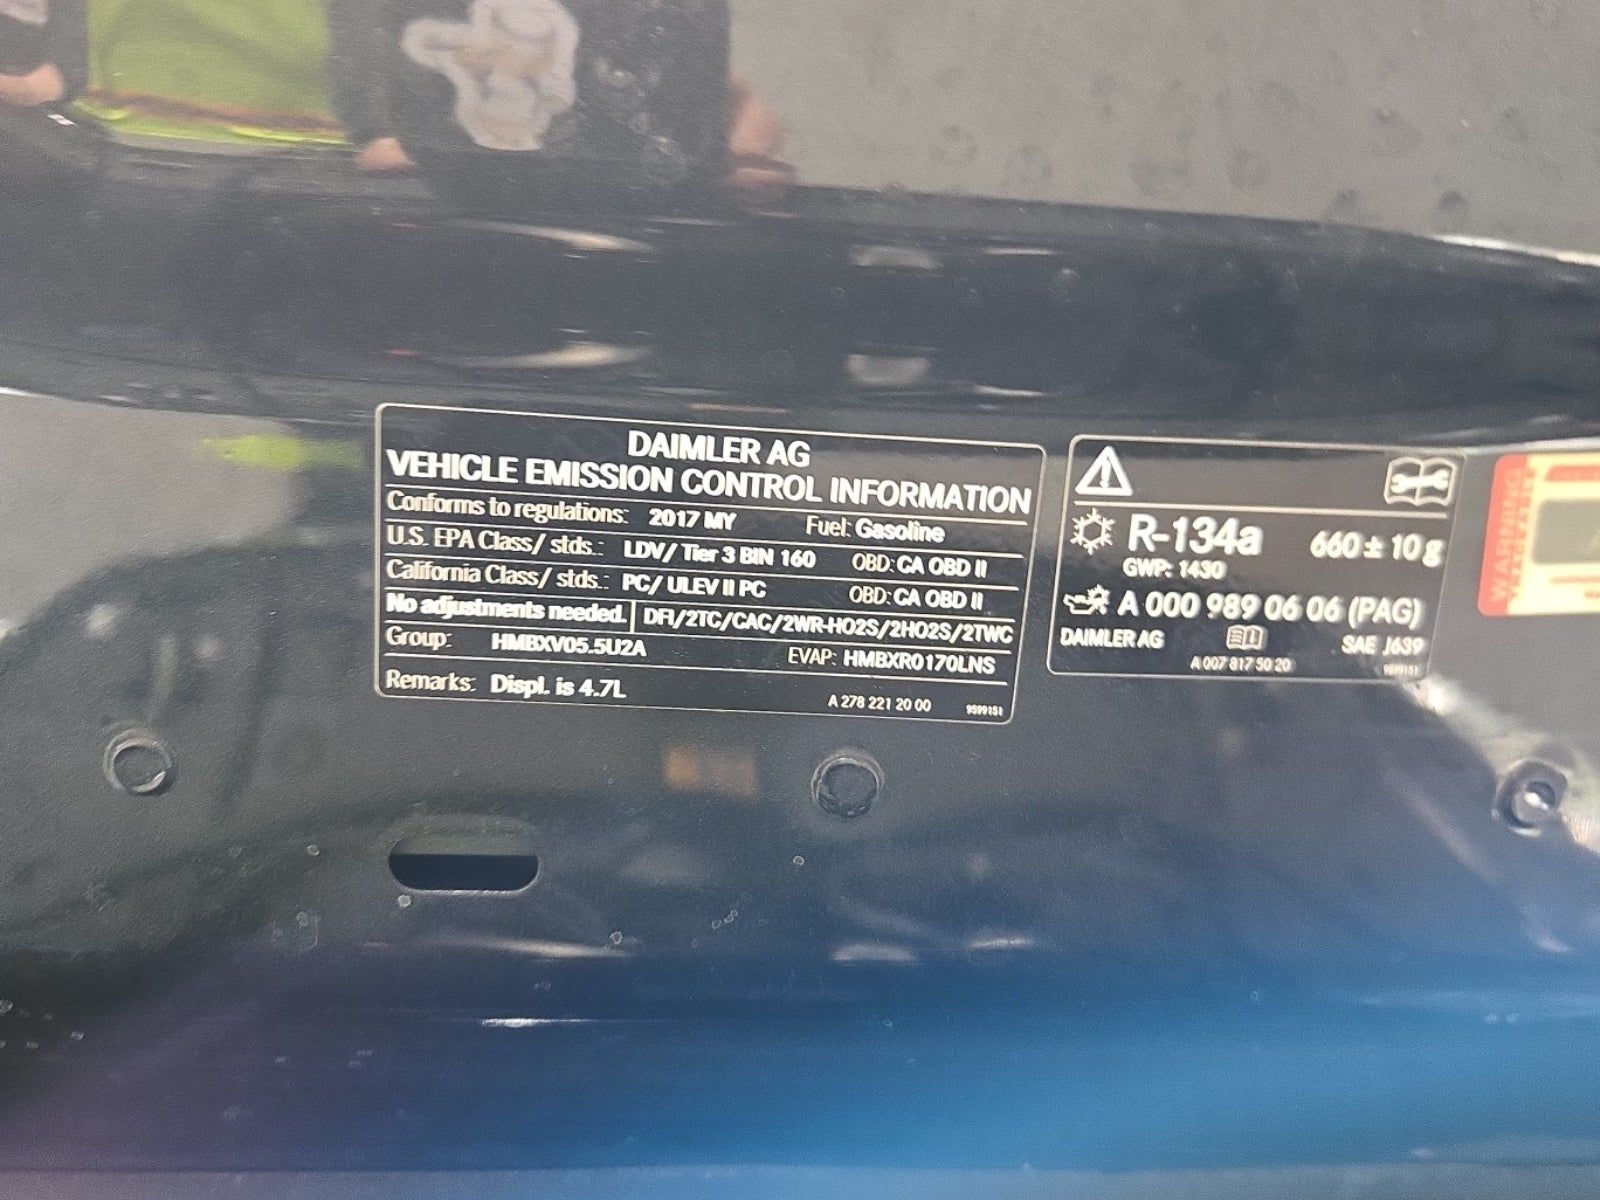 DAIMLER AG
VEHICLE EMISSION CONTROL INFORMATION
Conforms to regulations: 2017 MY Fuel: Gasoline
U.S. EPA Class/ stds.: LDV/ Tier 3 BIN 160 OBD: CA OBD II
California Class/ stds.: PC/ ULEV II PC OBD: CA OBD II
No adjustments needed. DFI/2TC/CAC/2WR-HO2S/2HO2S/2TWC
Group: HMBXV05.5U2A EVAP: HMBXR0170LNS
Remarks: Displ. is 4.7L A 278 221 20 00 9599151
R-134a 660 ± 10 g
GWP: 1430
A 000 989 06 06 (PAG)
DAIMLER AG SAE J639
A 007 817 50 20
WARNING